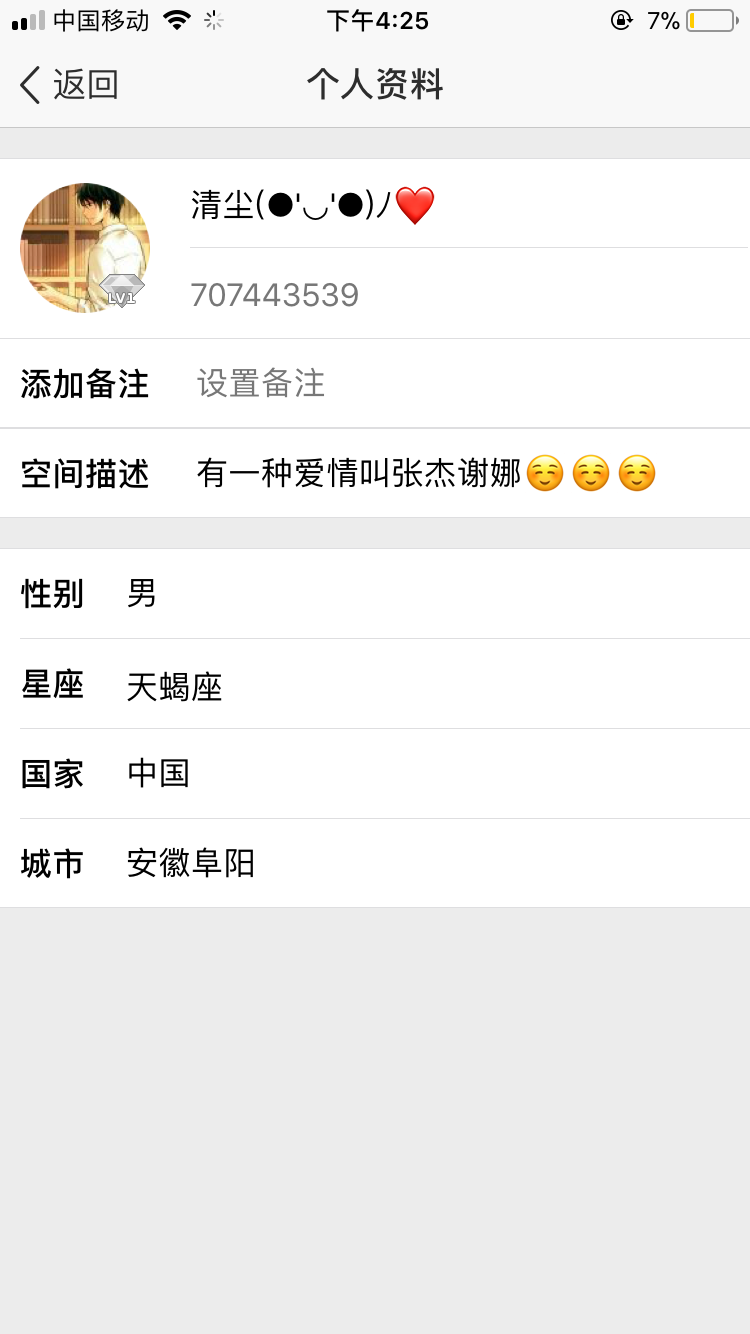 中国移动 下午4:25 7%
返回 个人资料
清尘(●'◡'●)ﾉ❤️
LV1
707443539
添加备注 设置备注
空间描述 有一种爱情叫张杰谢娜☺️☺️☺️
性别 男
星座 天蝎座
国家 中国
城市 安徽阜阳